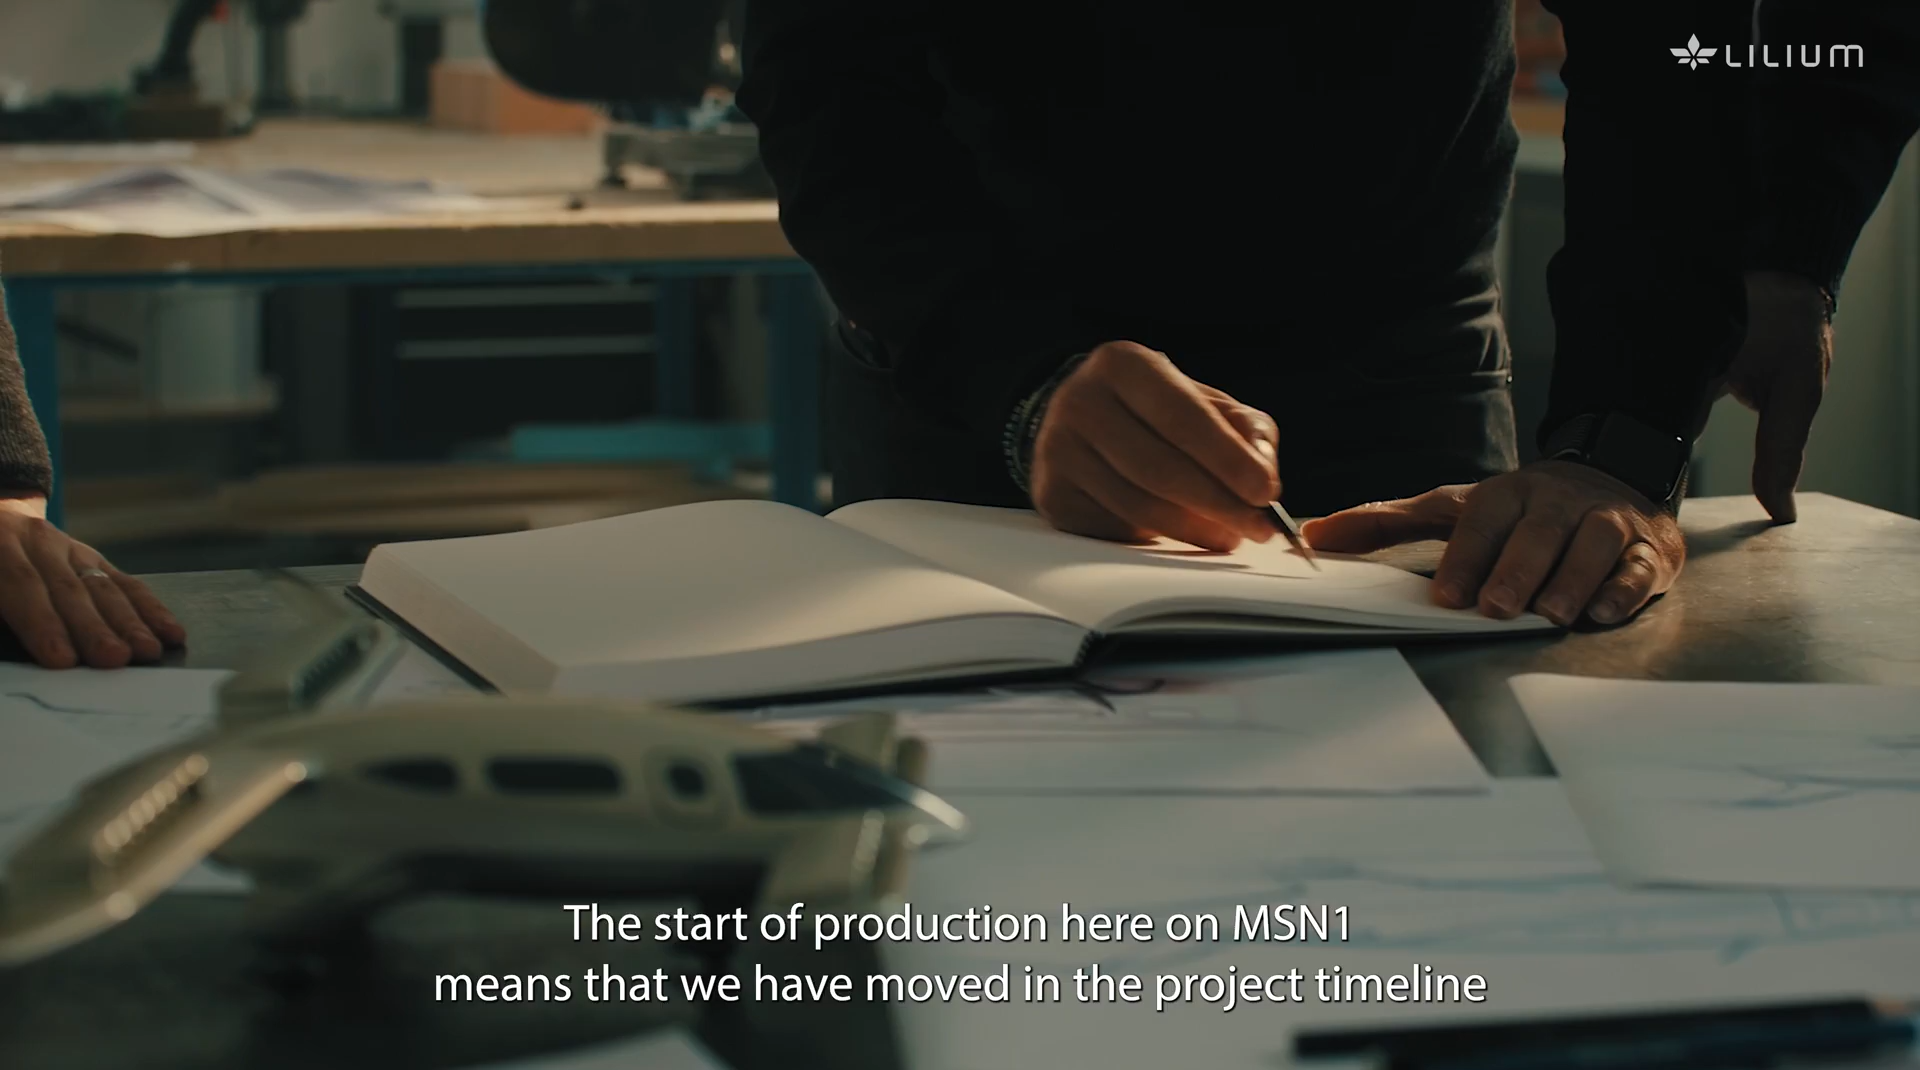 LILIUM
The start of production here on MSN1
means that we have moved in the project timeline